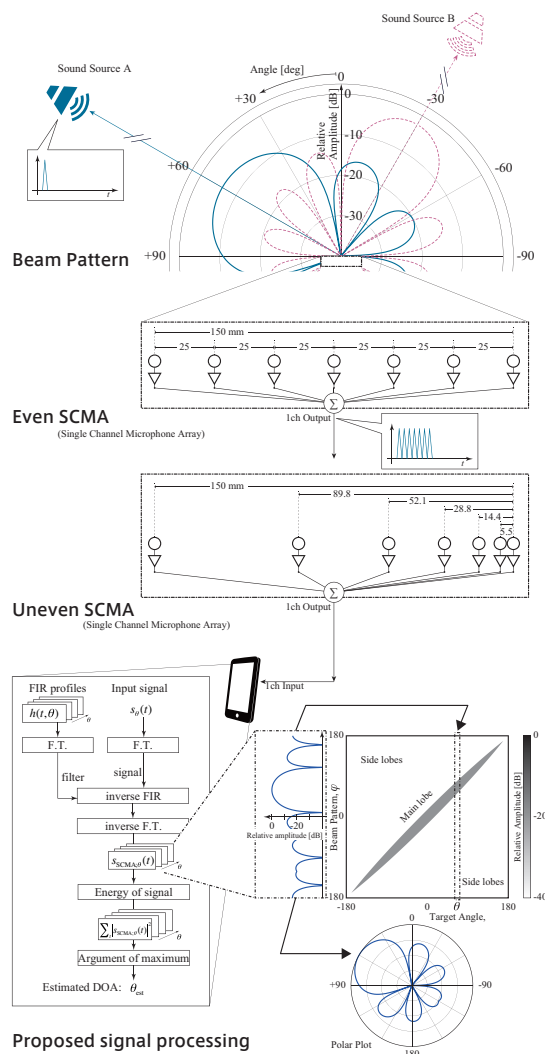 Sound Source B
Sound Source A
Angle [deg]
0
0
+30
-30
Relative
Amplitude [dB]
-10
t
+60
-60
-20
-30
Beam Pattern
+90
-90
150 mm
25
25
25
25
25
25
Σ
Even SCMA
1ch Output
(Single Channel Microphone Array)
t
150 mm
89.8
52.1
28.8
14.4
5.5
Σ
Uneven SCMA
1ch Output
(Single Channel Microphone Array)
1ch Input
FIR profiles
Input signal
h(t,θ)
θ
s_θ(t)
F.T.
F.T.
filter
signal
inverse FIR
inverse F.T.
s_SCMA;θ(t)
θ
Energy of signal
Σ_t|s_SCMA;θ(t)|²
θ
Argument of maximum
Estimated DOA: θ_est
180
0
180
Beam Pattern, φ
0
-20
Relative amplitude [dB]
Side lobes
Main lobe
Side lobes
-180
0
θ
180
Target Angle,
0
-20
-40
Relative Amplitude [dB]
0
+90
-90
180
Polar Plot
Proposed signal processing